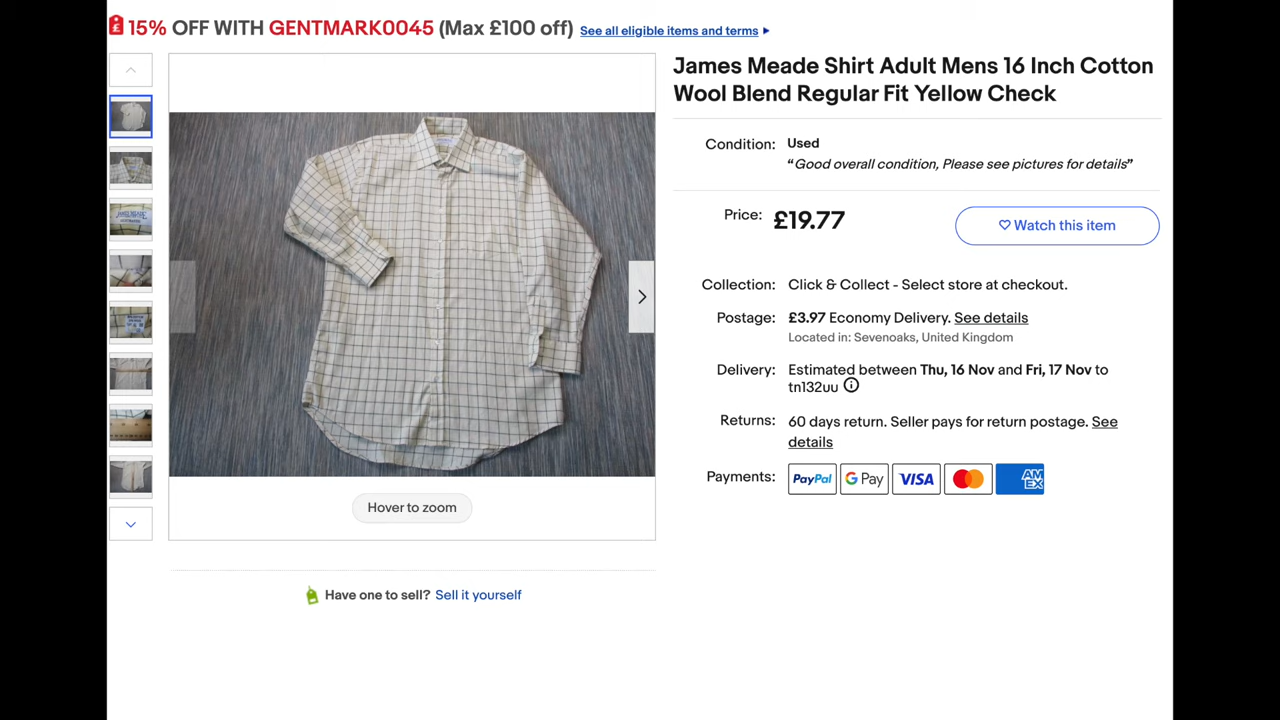 15% OFF WITH GENTMARK0045 (Max £100 off) See all eligible items and terms
James Meade Shirt Adult Mens 16 Inch Cotton
Wool Blend Regular Fit Yellow Check
Condition: Used
“Good overall condition, Please see pictures for details”
Price: £19.77
Watch this item
Collection: Click & Collect - Select store at checkout.
Postage: £3.97 Economy Delivery. See details
Located in: Sevenoaks, United Kingdom
Delivery: Estimated between Thu, 16 Nov and Fri, 17 Nov to
tn132uu
Returns: 60 days return. Seller pays for return postage. See
details
Payments: PayPal G Pay VISA AM
EX
Hover to zoom
Have one to sell? Sell it yourself